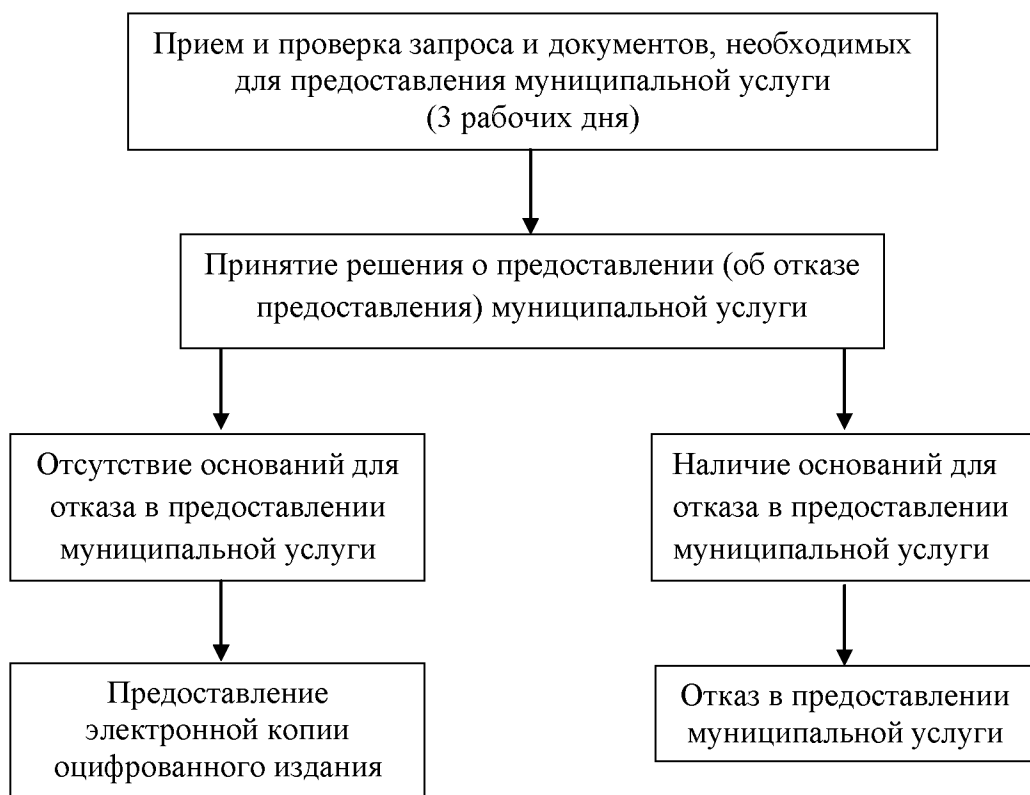 Прием и проверка запроса и документов, необходимых
для предоставления муниципальной услуги
(3 рабочих дня)
Принятие решения о предоставлении (об отказе
предоставления) муниципальной услуги
Отсутствие оснований для
отказа в предоставлении
муниципальной услуги
Наличие оснований для
отказа в предоставлении
муниципальной услуги
Предоставление
электронной копии
оцифрованного издания
Отказ в предоставлении
муниципальной услуги